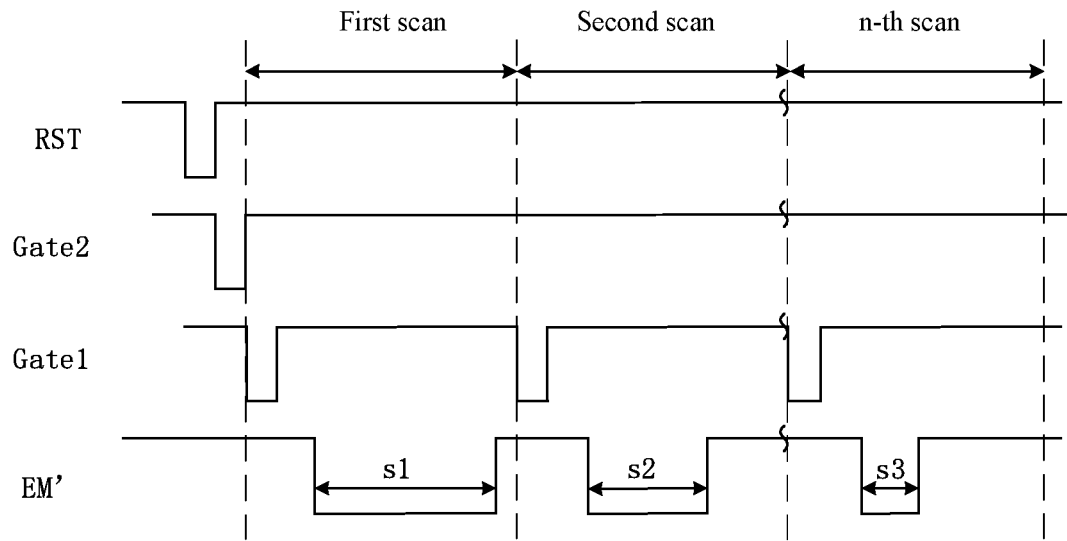 First scan Second scan n-th scan
RST
Gate2
Gate1
EM’ s1 s2 s3